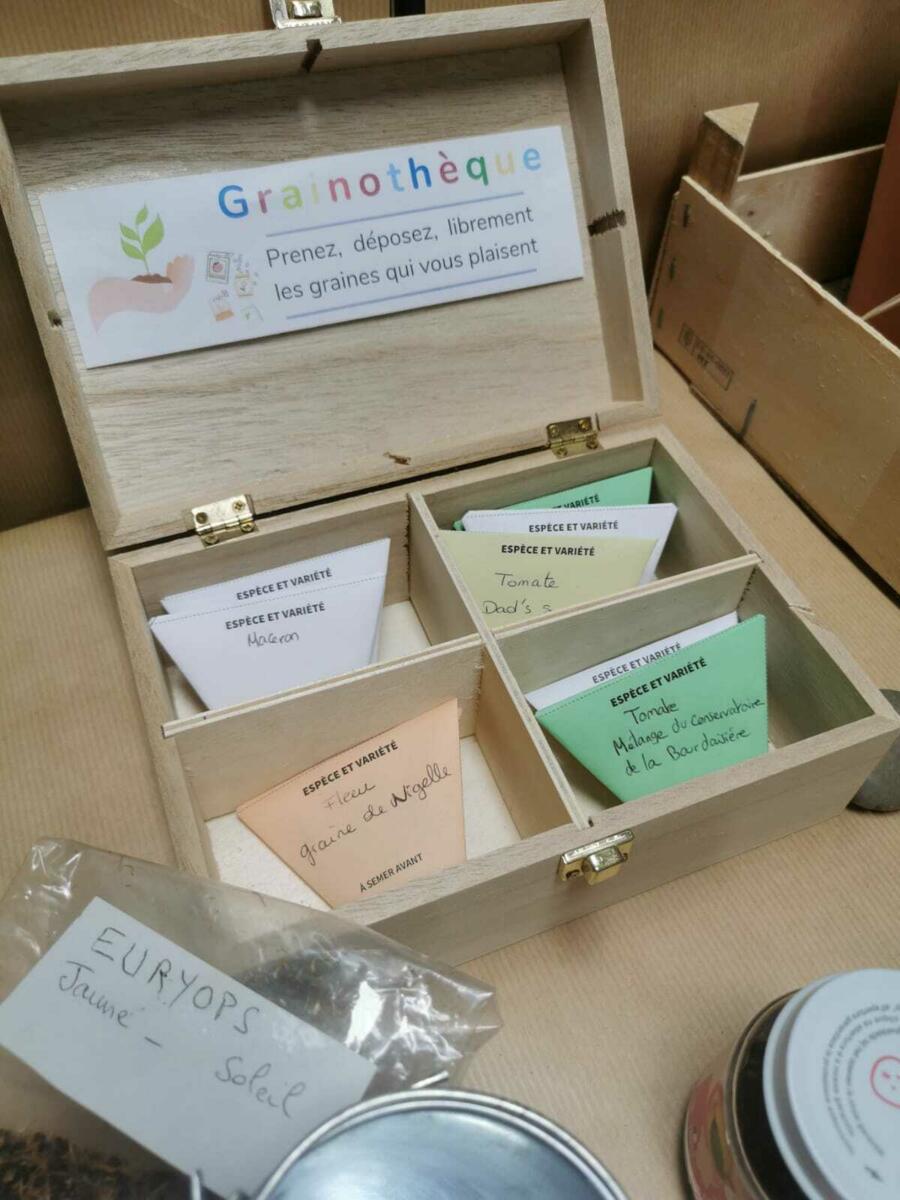 Grainothèque
Prenez, déposez, librement
les graines qui vous plaisent
ESPÈCE ET VARIÉTÉ
ESPÈCE ET VARIÉTÉ
Maceron
ET VARIÉTÉ
ESPÈCE ET VARIÉTÉ
ESPÈCE ET VARIÉTÉ
Tomate
Dad's s
ESPÈCE ET VARIÉTÉ
Fleur
graine de Nigelle
À SEMER AVANT
ESPÈCE ET VARIÉTÉ
ESPÈCE ET VARIÉTÉ
Tomate
Mélange du Conservatoire
de la Bourdaisière
EURYOPS
Jaune -
Soleil